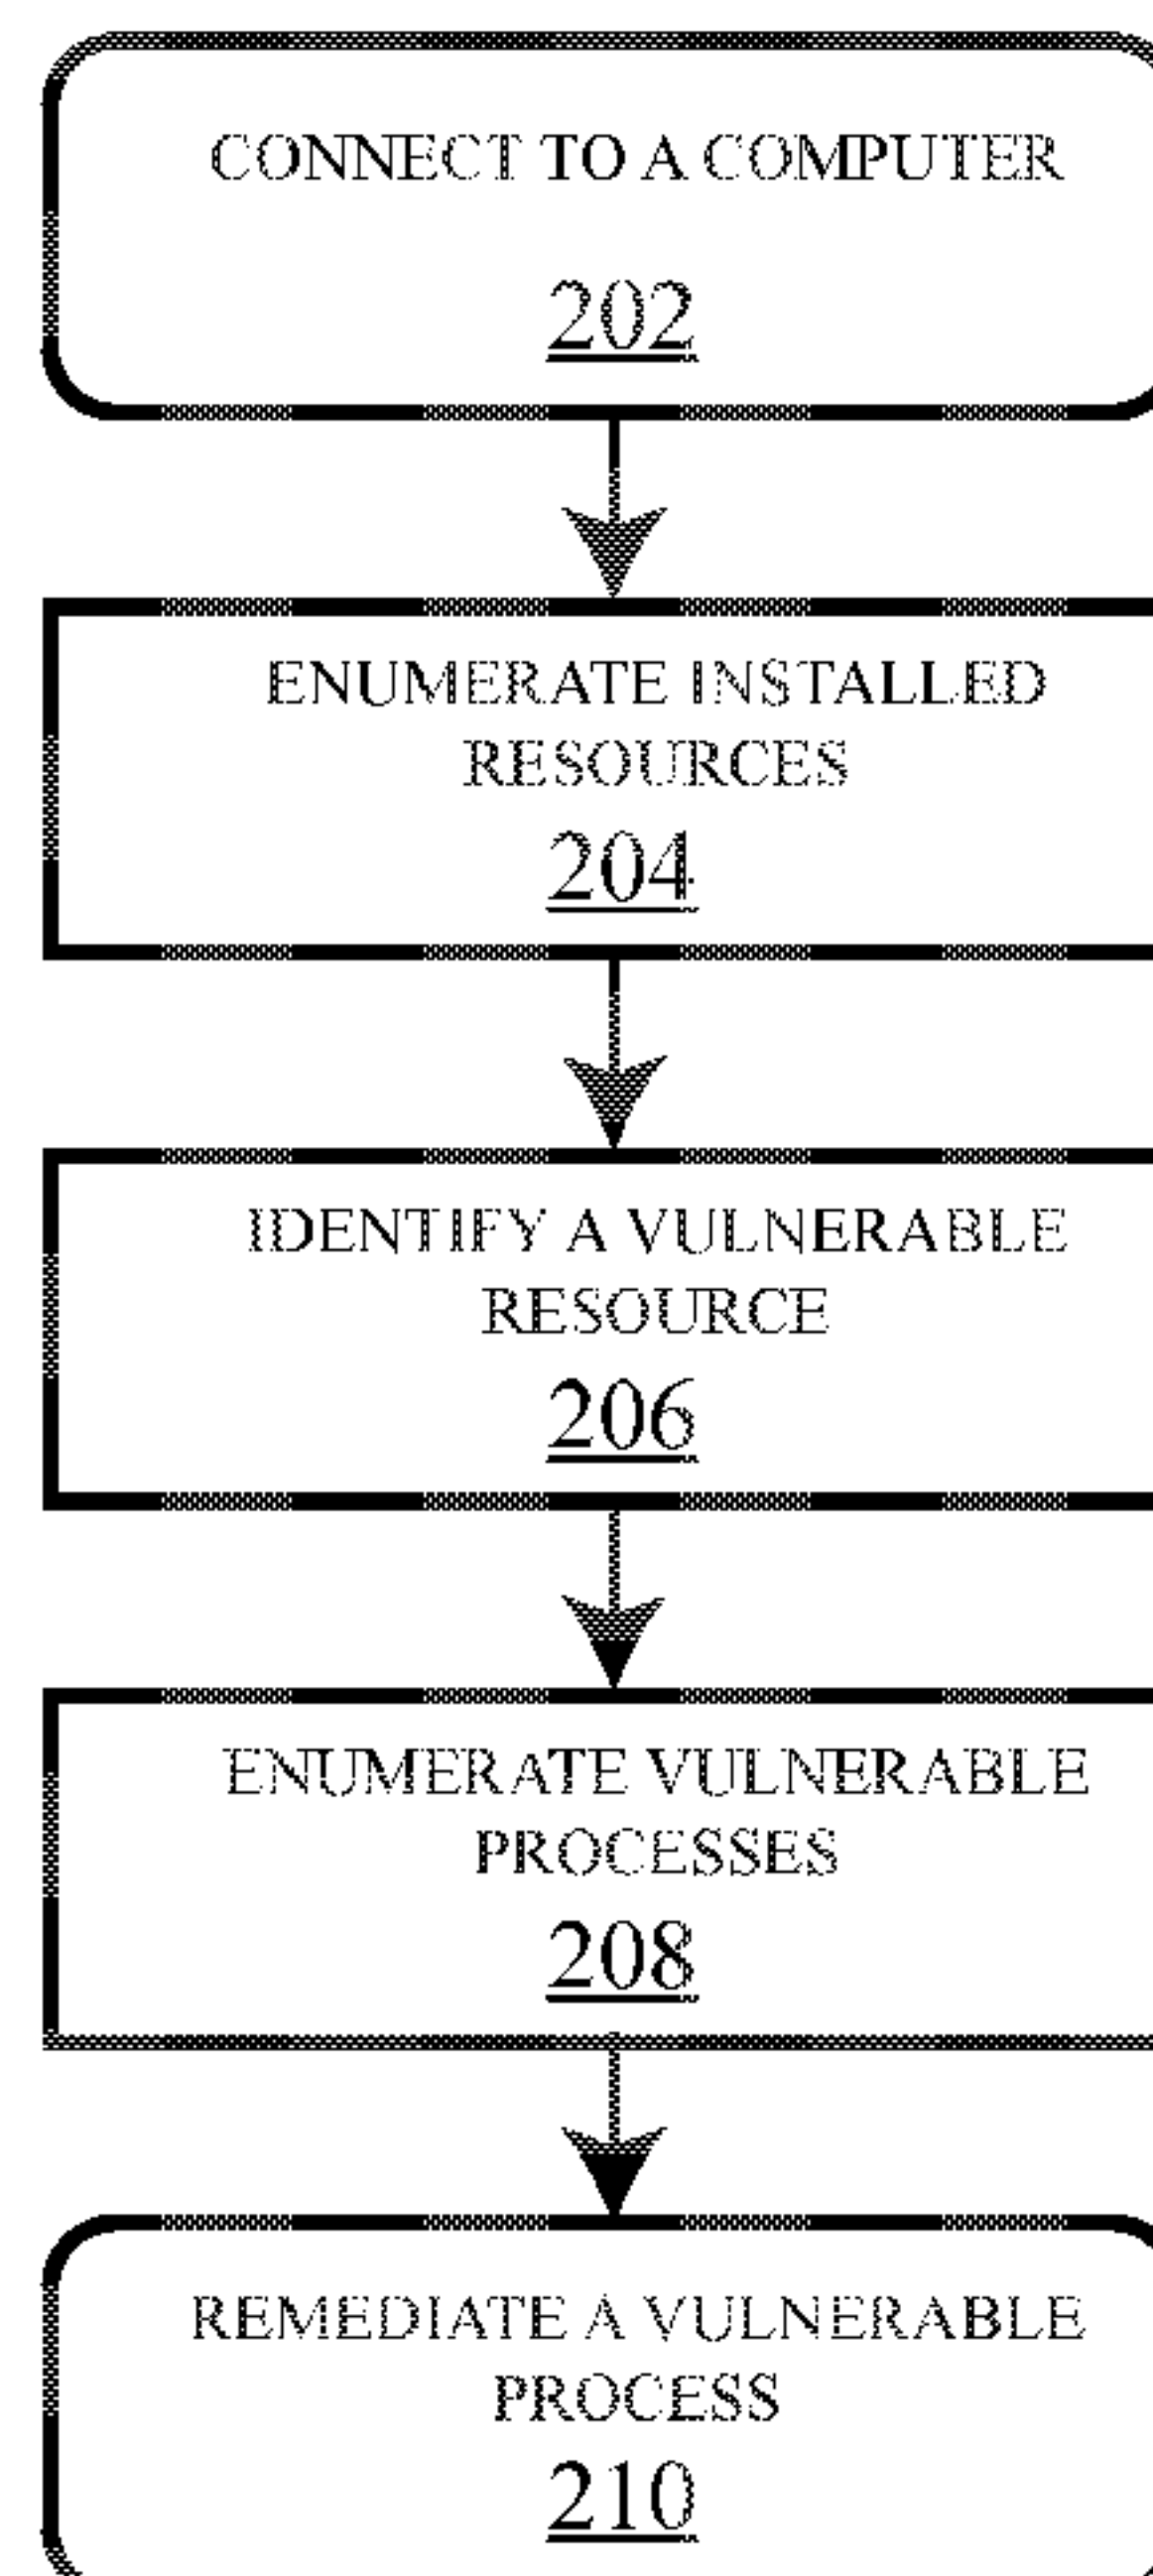 CONNECT TO A COMPUTER
202
ENUMERATE INSTALLED
RESOURCES
204
IDENTIFY A VULNERABLE
RESOURCE
206
ENUMERATE VULNERABLE
PROCESSES
208
REMEDIATE A VULNERABLE
PROCESS
210